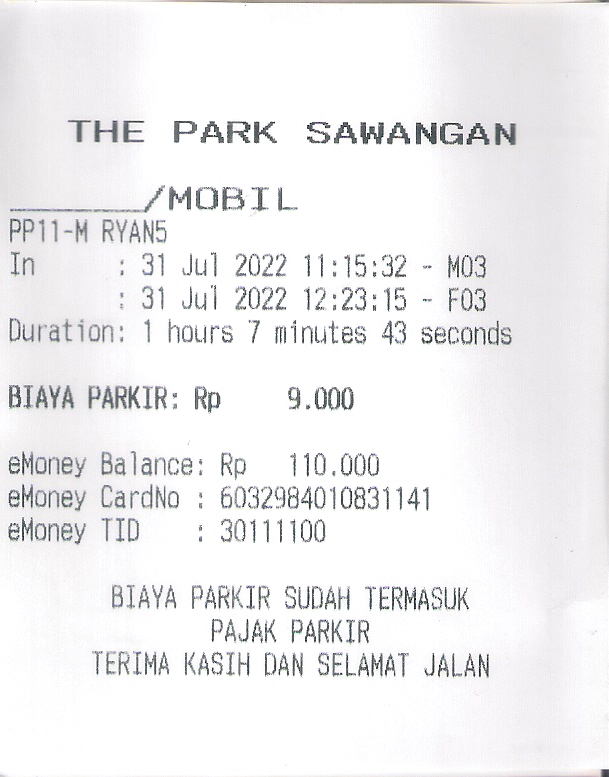 THE PARK SAWANGAN
________/MOBIL
PP11-M RYAN5
In : 31 Jul 2022 11:15:32 - M03
: 31 Jul 2022 12:23:15 - F03
Duration: 1 hours 7 minutes 43 seconds
BIAYA PARKIR: Rp 9.000
eMoney Balance: Rp 110.000
eMoney CardNo : 6032984010831141
eMoney TID : 30111100
BIAYA PARKIR SUDAH TERMASUK
PAJAK PARKIR
TERIMA KASIH DAN SELAMAT JALAN